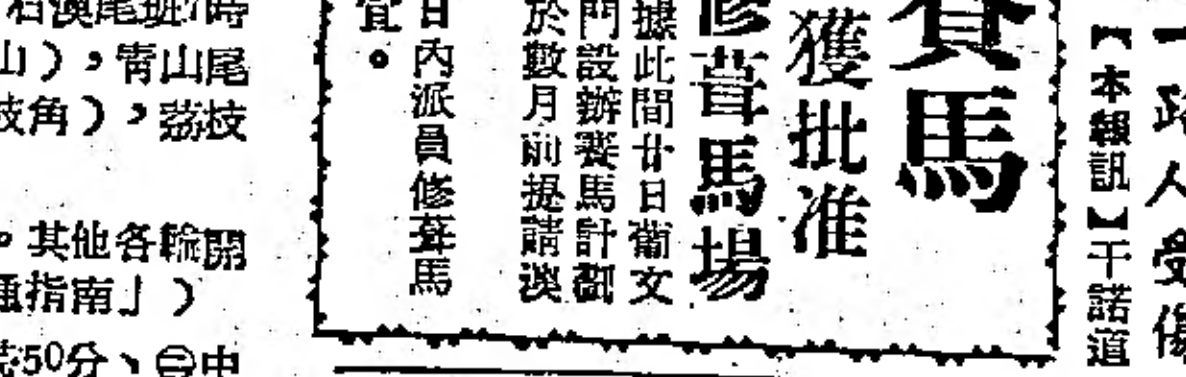 一路人受傷
【本報訊】干諾道
賽馬
獲批准
修葺馬場
據此間廿日葡文
門設辦賽馬計劃
於數月前提請澳
日內派員修葺馬
宜。
石澳尾班7時
山），青山尾
枝角），荔枝
。其他各輪開
通指南」）
50分、㊂中